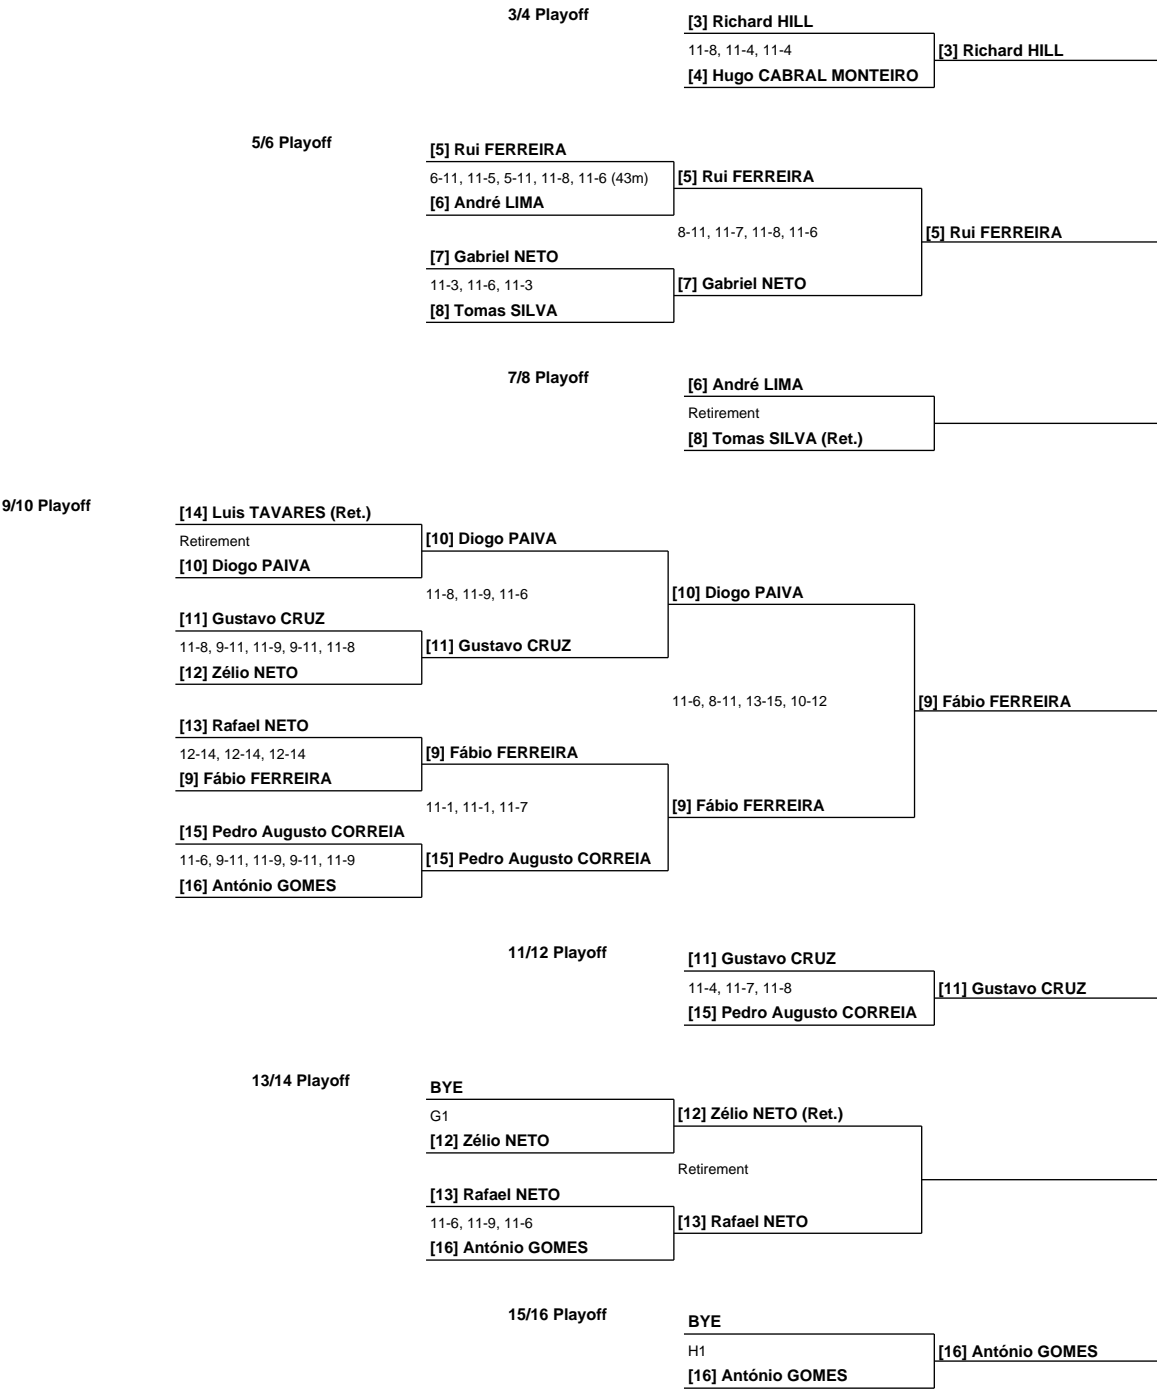 3/4 Playoff
[3] Richard HILL
11-8, 11-4, 11-4
[3] Richard HILL
[4] Hugo CABRAL MONTEIRO
5/6 Playoff
[5] Rui FERREIRA
6-11, 11-5, 5-11, 11-8, 11-6 (43m)
[5] Rui FERREIRA
[6] André LIMA
8-11, 11-7, 11-8, 11-6
[5] Rui FERREIRA
[7] Gabriel NETO
11-3, 11-6, 11-3
[7] Gabriel NETO
[8] Tomas SILVA
7/8 Playoff
[6] André LIMA
Retirement
[8] Tomas SILVA (Ret.)
9/10 Playoff
[14] Luis TAVARES (Ret.)
Retirement
[10] Diogo PAIVA
[10] Diogo PAIVA
11-8, 11-9, 11-6
[10] Diogo PAIVA
[11] Gustavo CRUZ
11-8, 9-11, 11-9, 9-11, 11-8
[11] Gustavo CRUZ
[12] Zélio NETO
11-6, 8-11, 13-15, 10-12
[9] Fábio FERREIRA
[13] Rafael NETO
12-14, 12-14, 12-14
[9] Fábio FERREIRA
[9] Fábio FERREIRA
11-1, 11-1, 11-7
[9] Fábio FERREIRA
[15] Pedro Augusto CORREIA
11-6, 9-11, 11-9, 9-11, 11-9
[15] Pedro Augusto CORREIA
[16] António GOMES
11/12 Playoff
[11] Gustavo CRUZ
11-4, 11-7, 11-8
[11] Gustavo CRUZ
[15] Pedro Augusto CORREIA
13/14 Playoff
BYE
G1
[12] Zélio NETO (Ret.)
[12] Zélio NETO
Retirement
[13] Rafael NETO
11-6, 11-9, 11-6
[13] Rafael NETO
[16] António GOMES
15/16 Playoff
BYE
H1
[16] António GOMES
[16] António GOMES